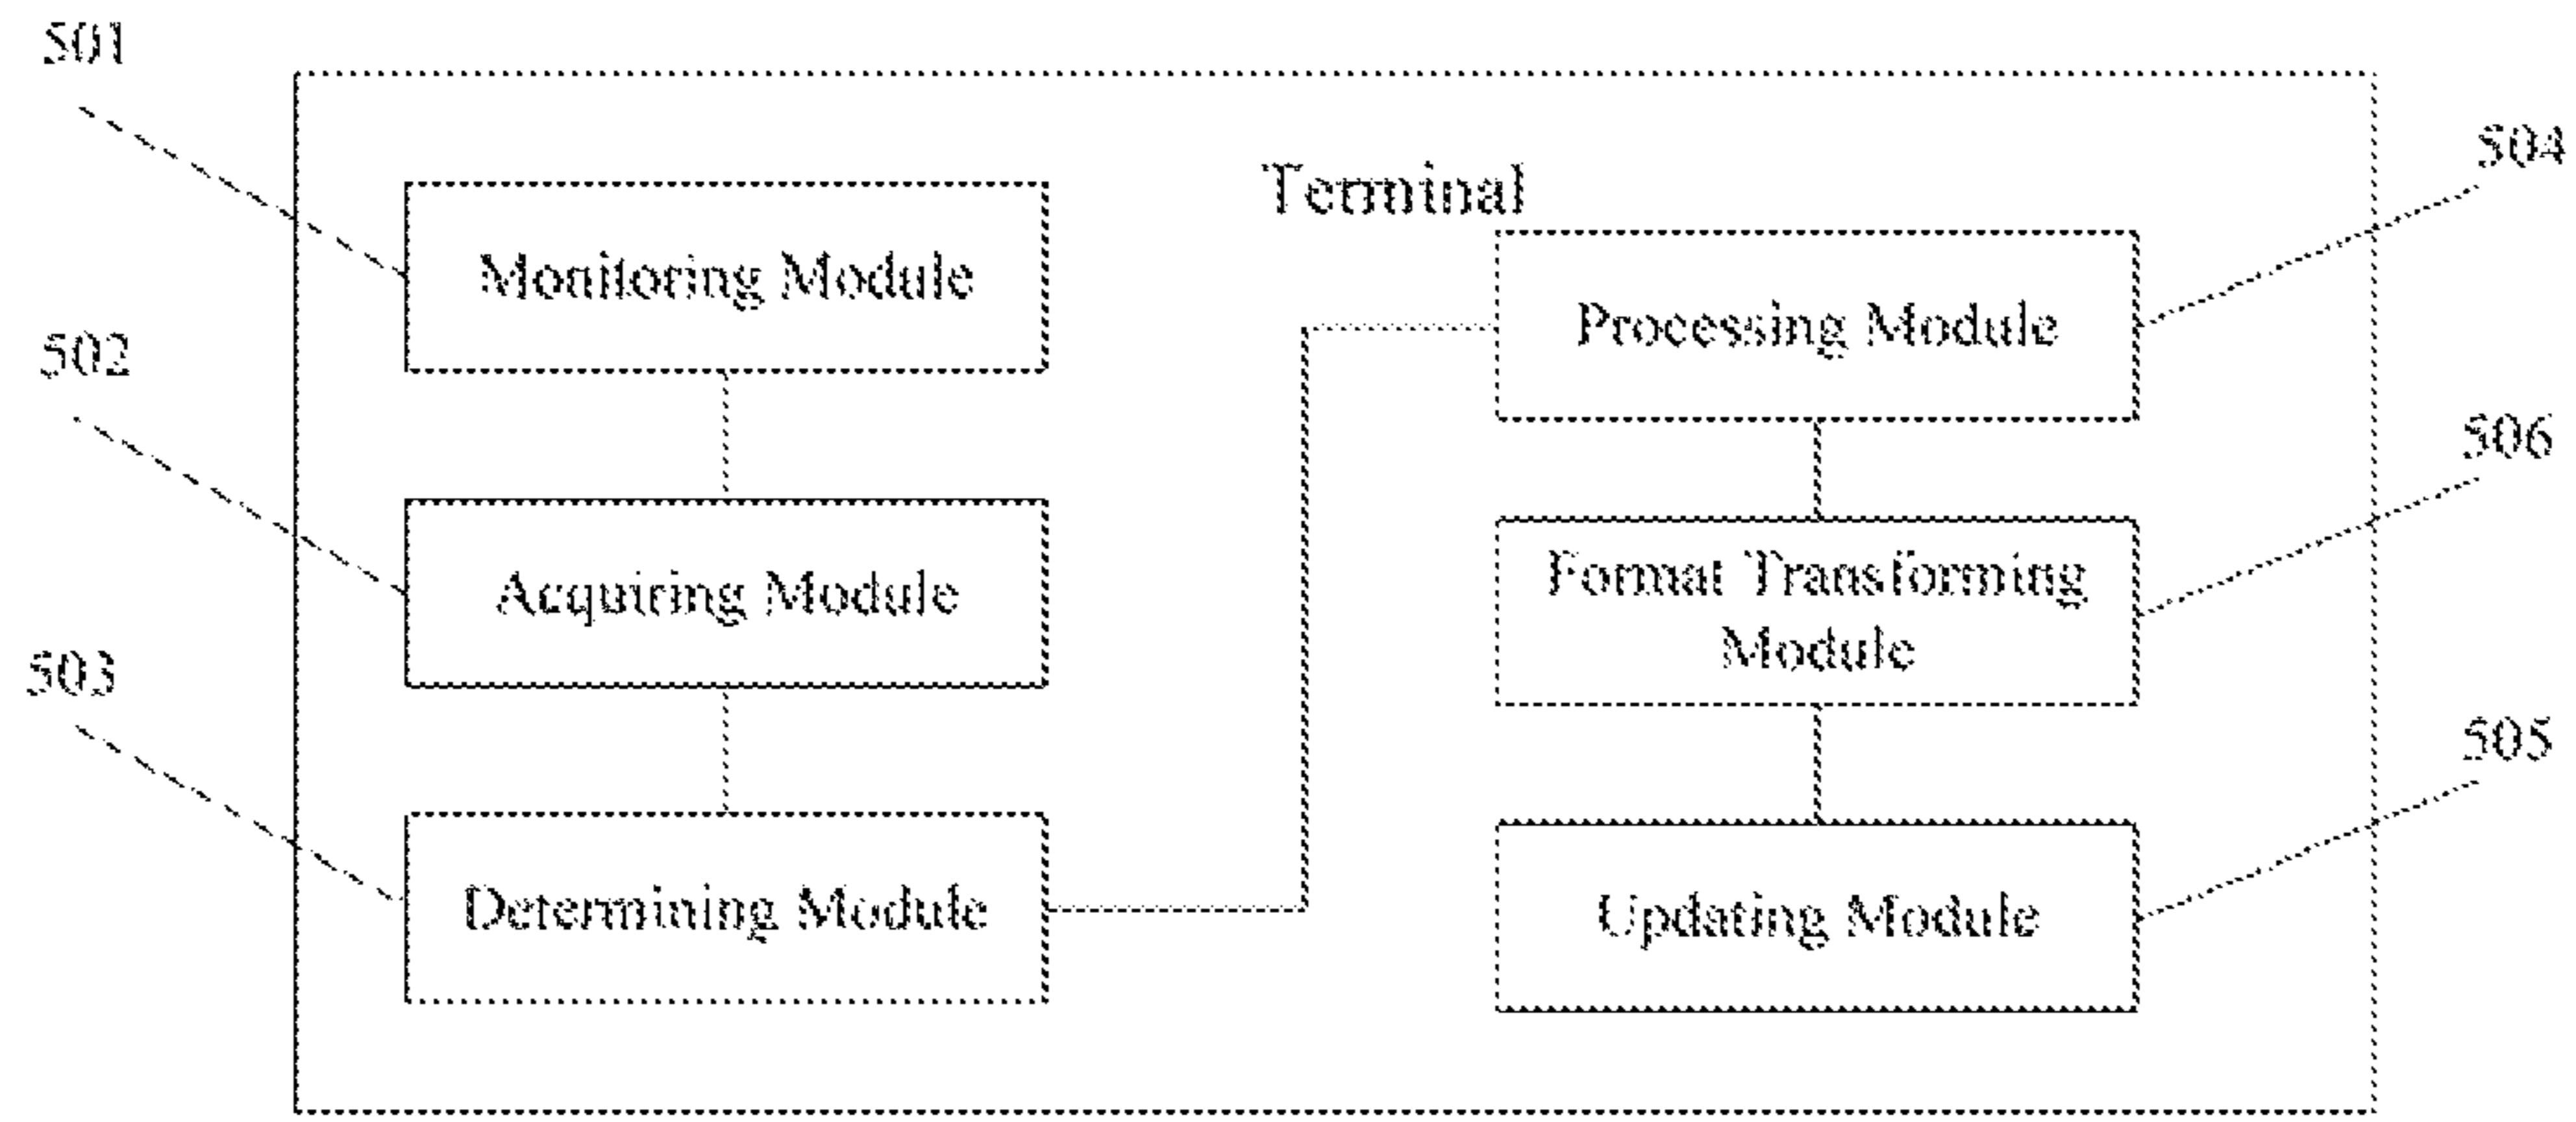 501
Terminal
504
Monitoring Module
Processing Module
502
506
Acquiring Module
Format Transforming
Module
503
505
Determining Module
Updating Module